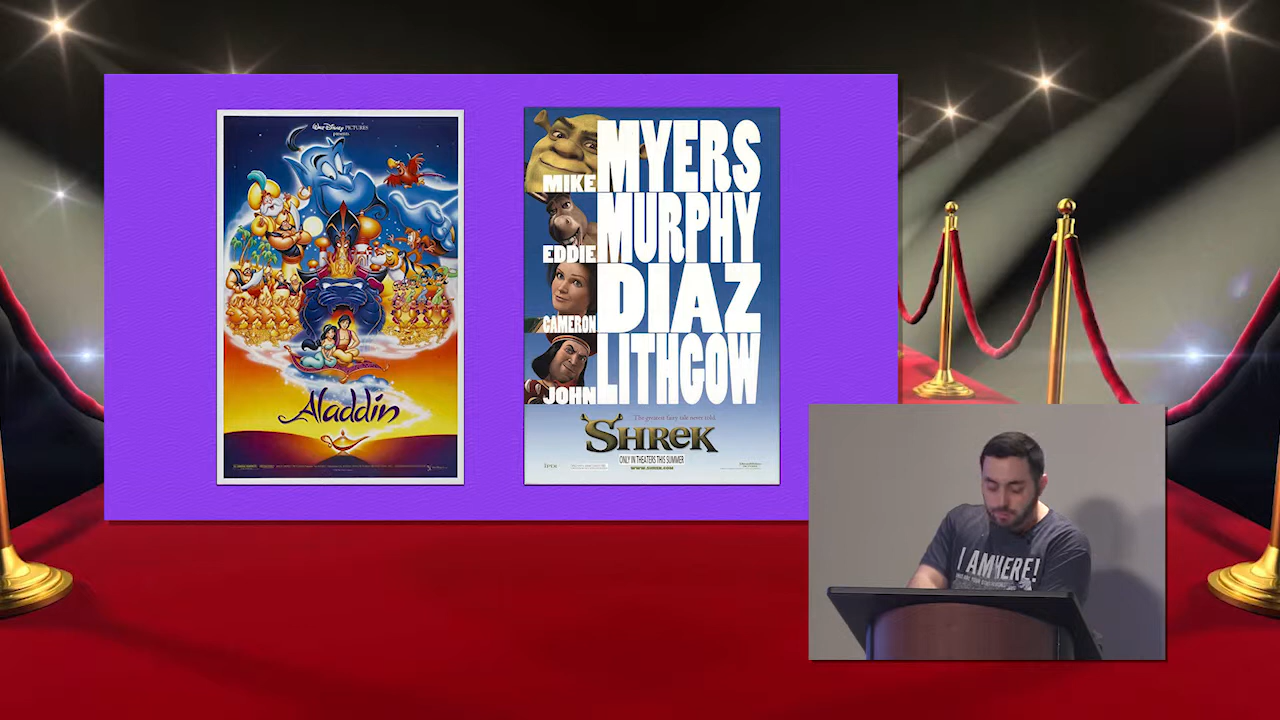 Walt Disney PICTURES
presents
Aladdin
MIKE MYERS
EDDIE MURPHY
CAMERON DIAZ
JOHN LITHGOW
The greatest fairy tale never told.
SHREK
ONLY IN THEATERS THIS SUMMER
I AM HERE!